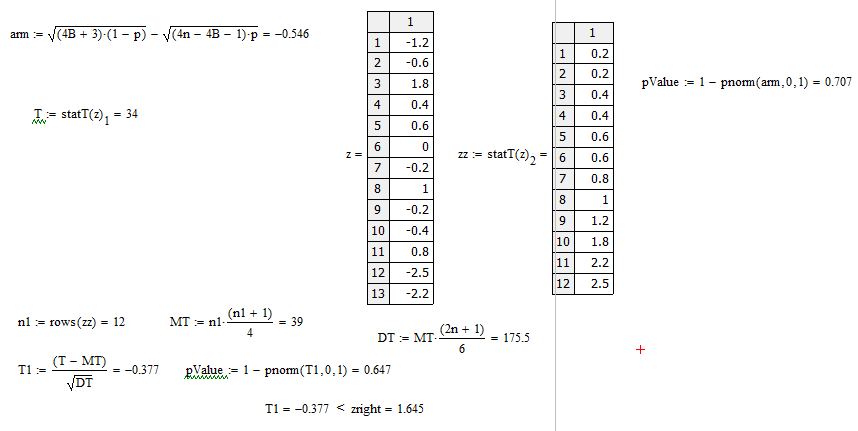 arm := √(4B + 3)·(1 − p) − √(4n − 4B − 1)·p = −0.546
T := statT(z)₁ = 34
z =
1
1 -1.2
2 -0.6
3 1.8
4 0.4
5 0.6
6 0
7 -0.2
8 1
9 -0.2
10 -0.4
11 0.8
12 -2.5
13 -2.2
zz := statT(z)₂ =
1
1 0.2
2 0.2
3 0.4
4 0.4
5 0.6
6 0.6
7 0.8
8 1
9 1.2
10 1.8
11 2.2
12 2.5
pValue := 1 − pnorm(arm, 0, 1) = 0.707
n1 := rows(zz) = 12
MT := n1·(n1 + 1)/4 = 39
DT := MT·(2n + 1)/6 = 175.5
T1 := (T − MT)/√DT = −0.377
pValue := 1 − pnorm(T1, 0, 1) = 0.647
T1 = −0.377 < zright = 1.645